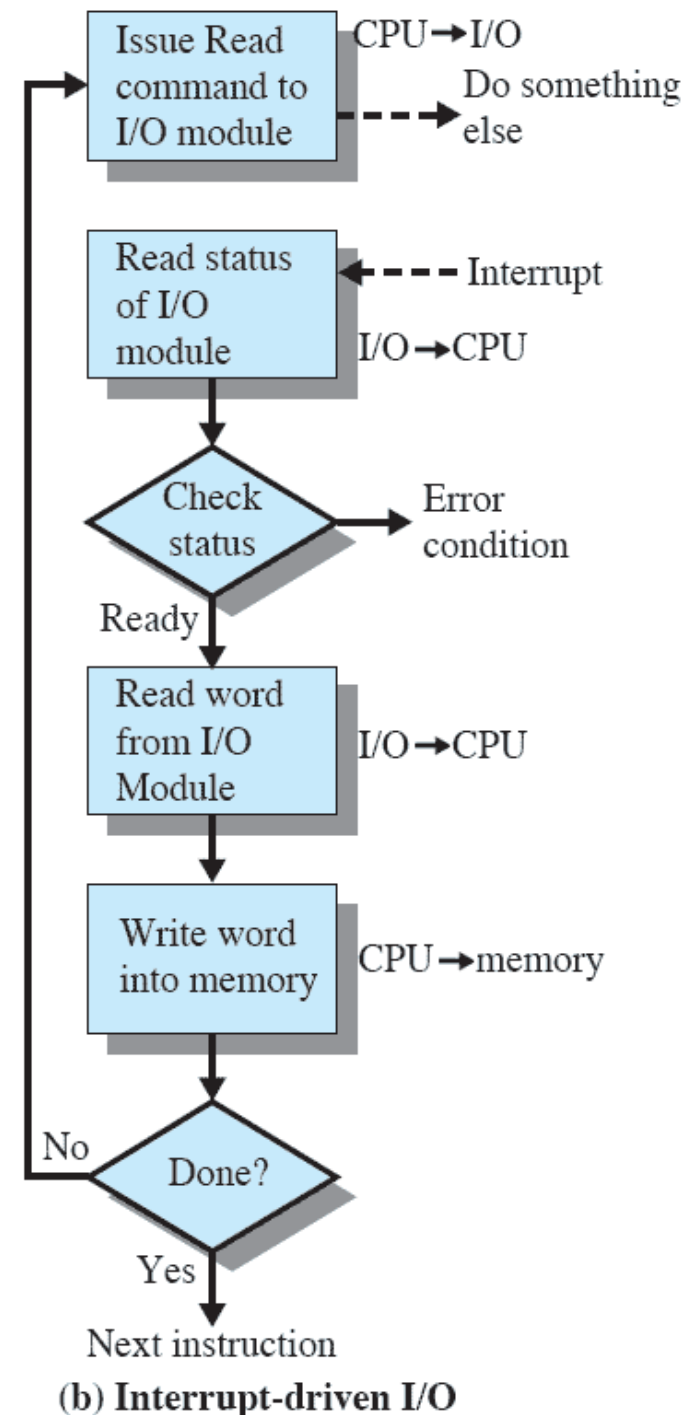 Issue Read
command to
I/O module
CPU→I/O
Do something
else
Read status
of I/O
module
Interrupt
I/O→CPU
Check
status
Error
condition
Ready
Read word
from I/O
Module
I/O→CPU
Write word
into memory
CPU→memory
No
Done?
Yes
Next instruction
(b) Interrupt-driven I/O